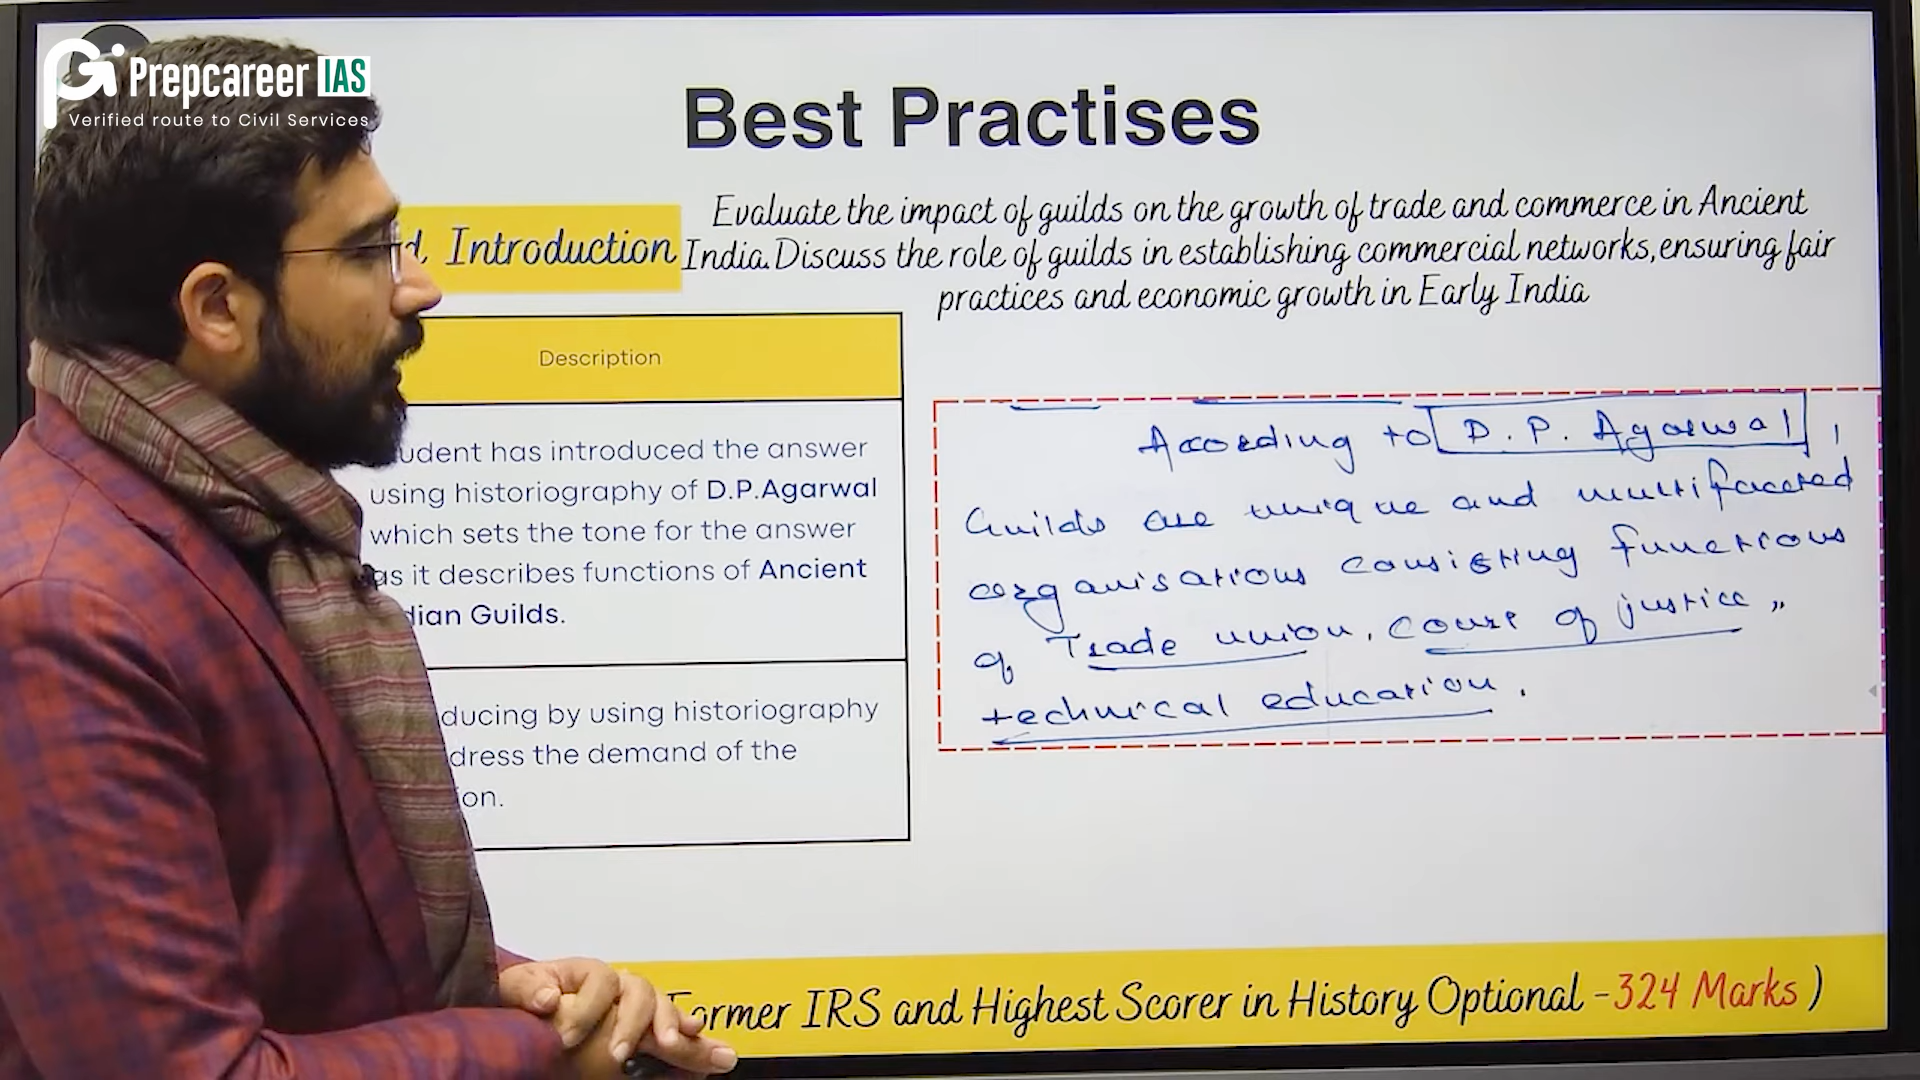 Prepcareer IAS
Verified route to Civil Services
Best Practises
Introduction
Evaluate the impact of guilds on the growth of trade and commerce in Ancient
India. Discuss the role of guilds in establishing commercial networks, ensuring fair
practices and economic growth in Early India
Description
udent has introduced the answer
using historiography of D.P.Agarwal
which sets the tone for the answer
as it describes functions of Ancient
dian Guilds.
ducing by using historiography
dress the demand of the
ion.
According to D. P. Agarwal,
Guilds are unique and multifaceted
organisations consisting functions
of Trade union, Court of justice,,
technical education.
ormer IRS and Highest Scorer in History Optional -324 Marks )